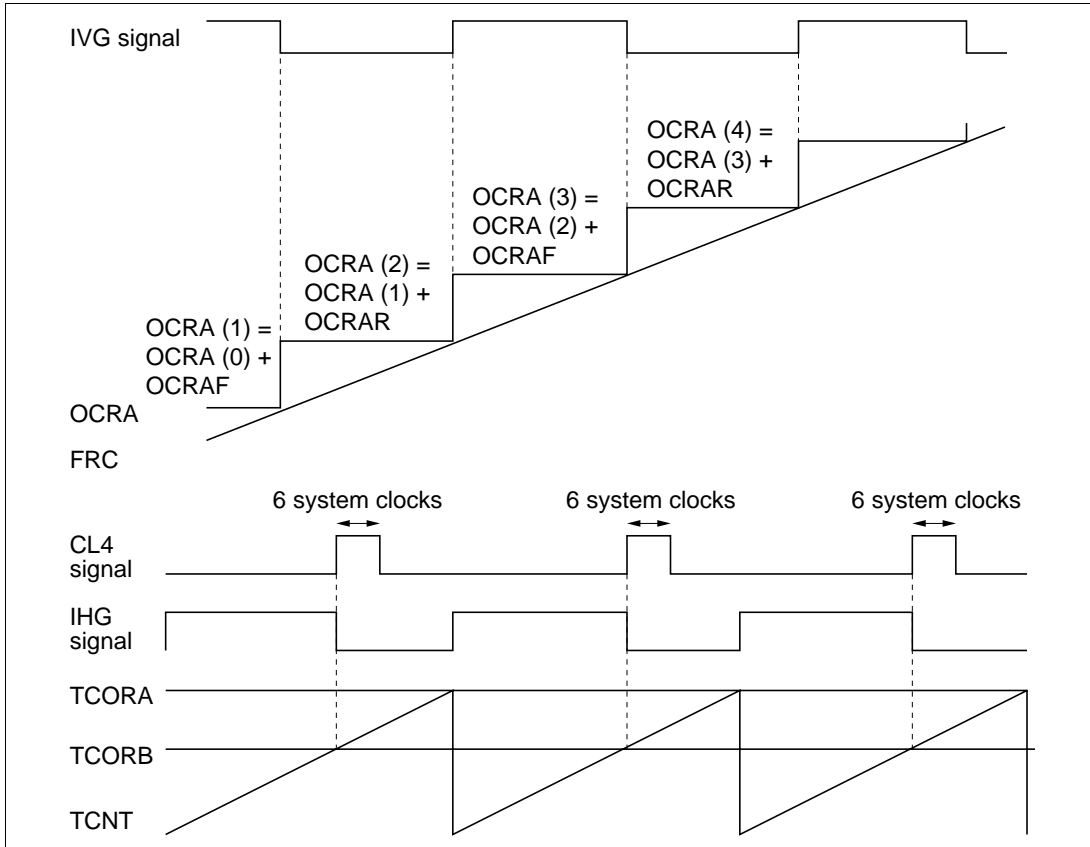 IVG signal
OCRA (4) =
OCRA (3) +
OCRAR
OCRA (3) =
OCRA (2) +
OCRAF
OCRA (2) =
OCRA (1) +
OCRAR
OCRA (1) =
OCRA (0) +
OCRAF
OCRA
FRC
6 system clocks 6 system clocks 6 system clocks
CL4
signal
IHG
signal
TCORA
TCORB
TCNT